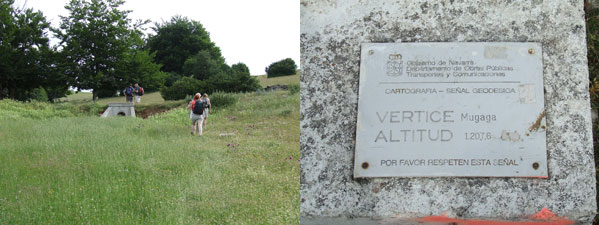 Gobierno de Navarra
Departamento de Obras Públicas
Transportes y Comunicaciones
CARTOGRAFIA - SEÑAL GEODESICA
VERTICE Mugaga
ALTITUD 1.207,6
POR FAVOR RESPETEN ESTA SEÑAL